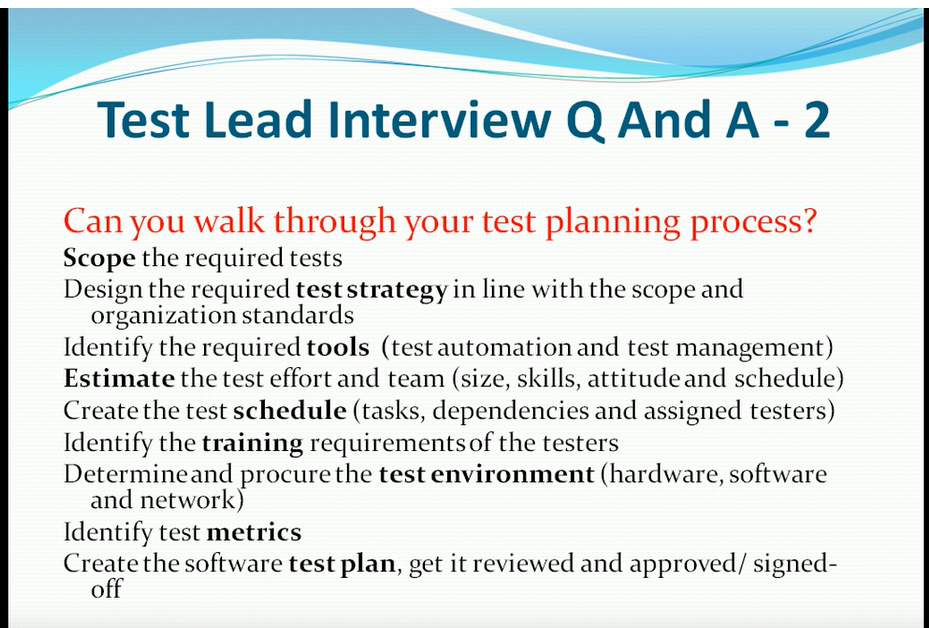 Test Lead Interview Q And A - 2
Can you walk through your test planning process?
Scope the required tests
Design the required test strategy in line with the scope and
organization standards
Identify the required tools (test automation and test management)
Estimate the test effort and team (size, skills, attitude and schedule)
Create the test schedule (tasks, dependencies and assigned testers)
Identify the training requirements of the testers
Determine and procure the test environment (hardware, software
and network)
Identify test metrics
Create the software test plan, get it reviewed and approved/ signed-
off